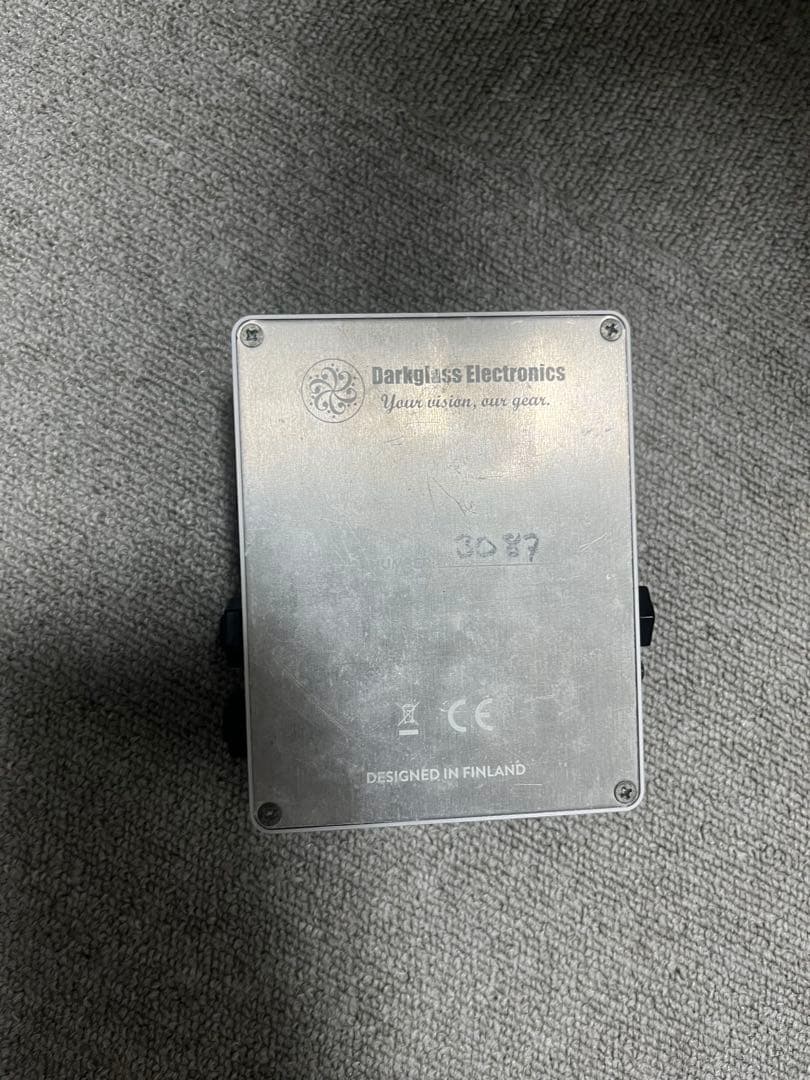 Darkglass Electronics
Your vision, our gear.
3087
CE
DESIGNED IN FINLAND